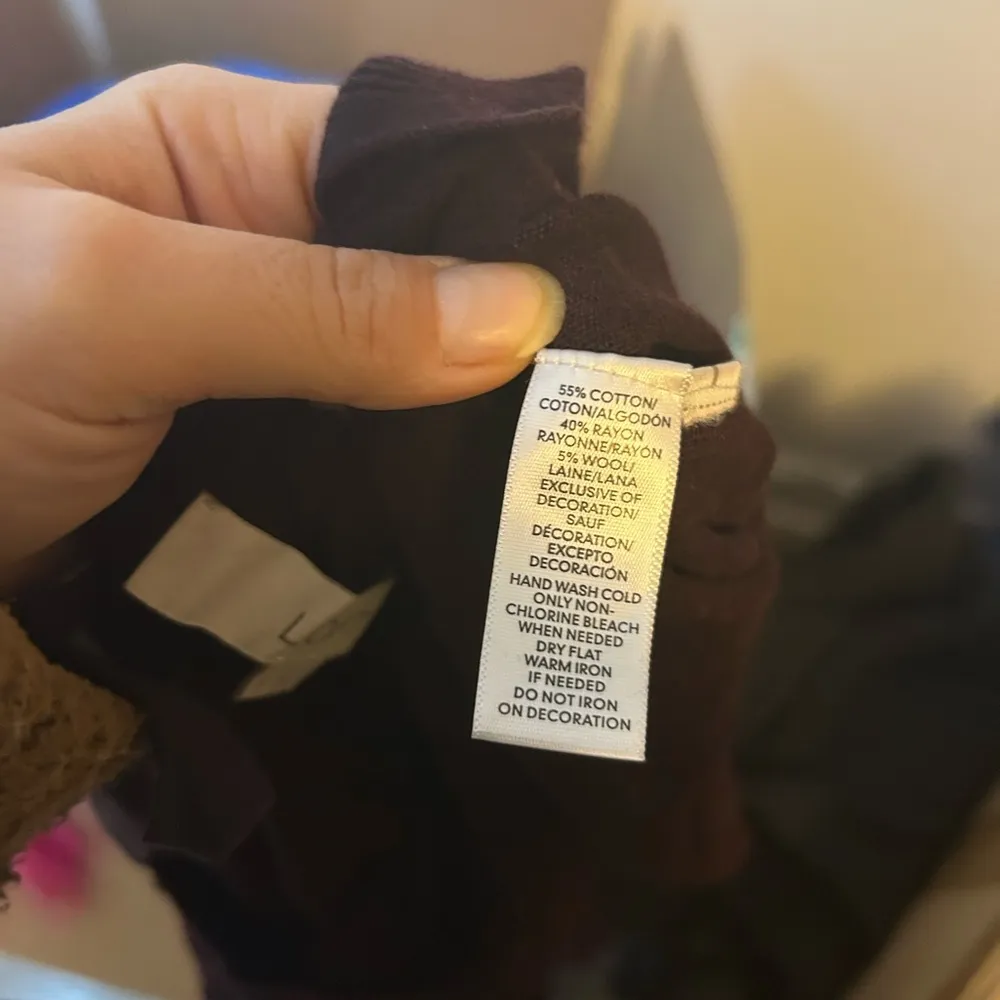 55% COTTON/
COTON/ALGODÓN
40% RAYON
RAYONNE/RAYÓN
5% WOOL/
LAINE/LANA
EXCLUSIVE OF
DECORATION/
SAUF
DÉCORATION/
EXCEPTO
DECORACIÓN
HAND WASH COLD
ONLY NON-
CHLORINE BLEACH
WHEN NEEDED
DRY FLAT
WARM IRON
IF NEEDED
DO NOT IRON
ON DECORATION